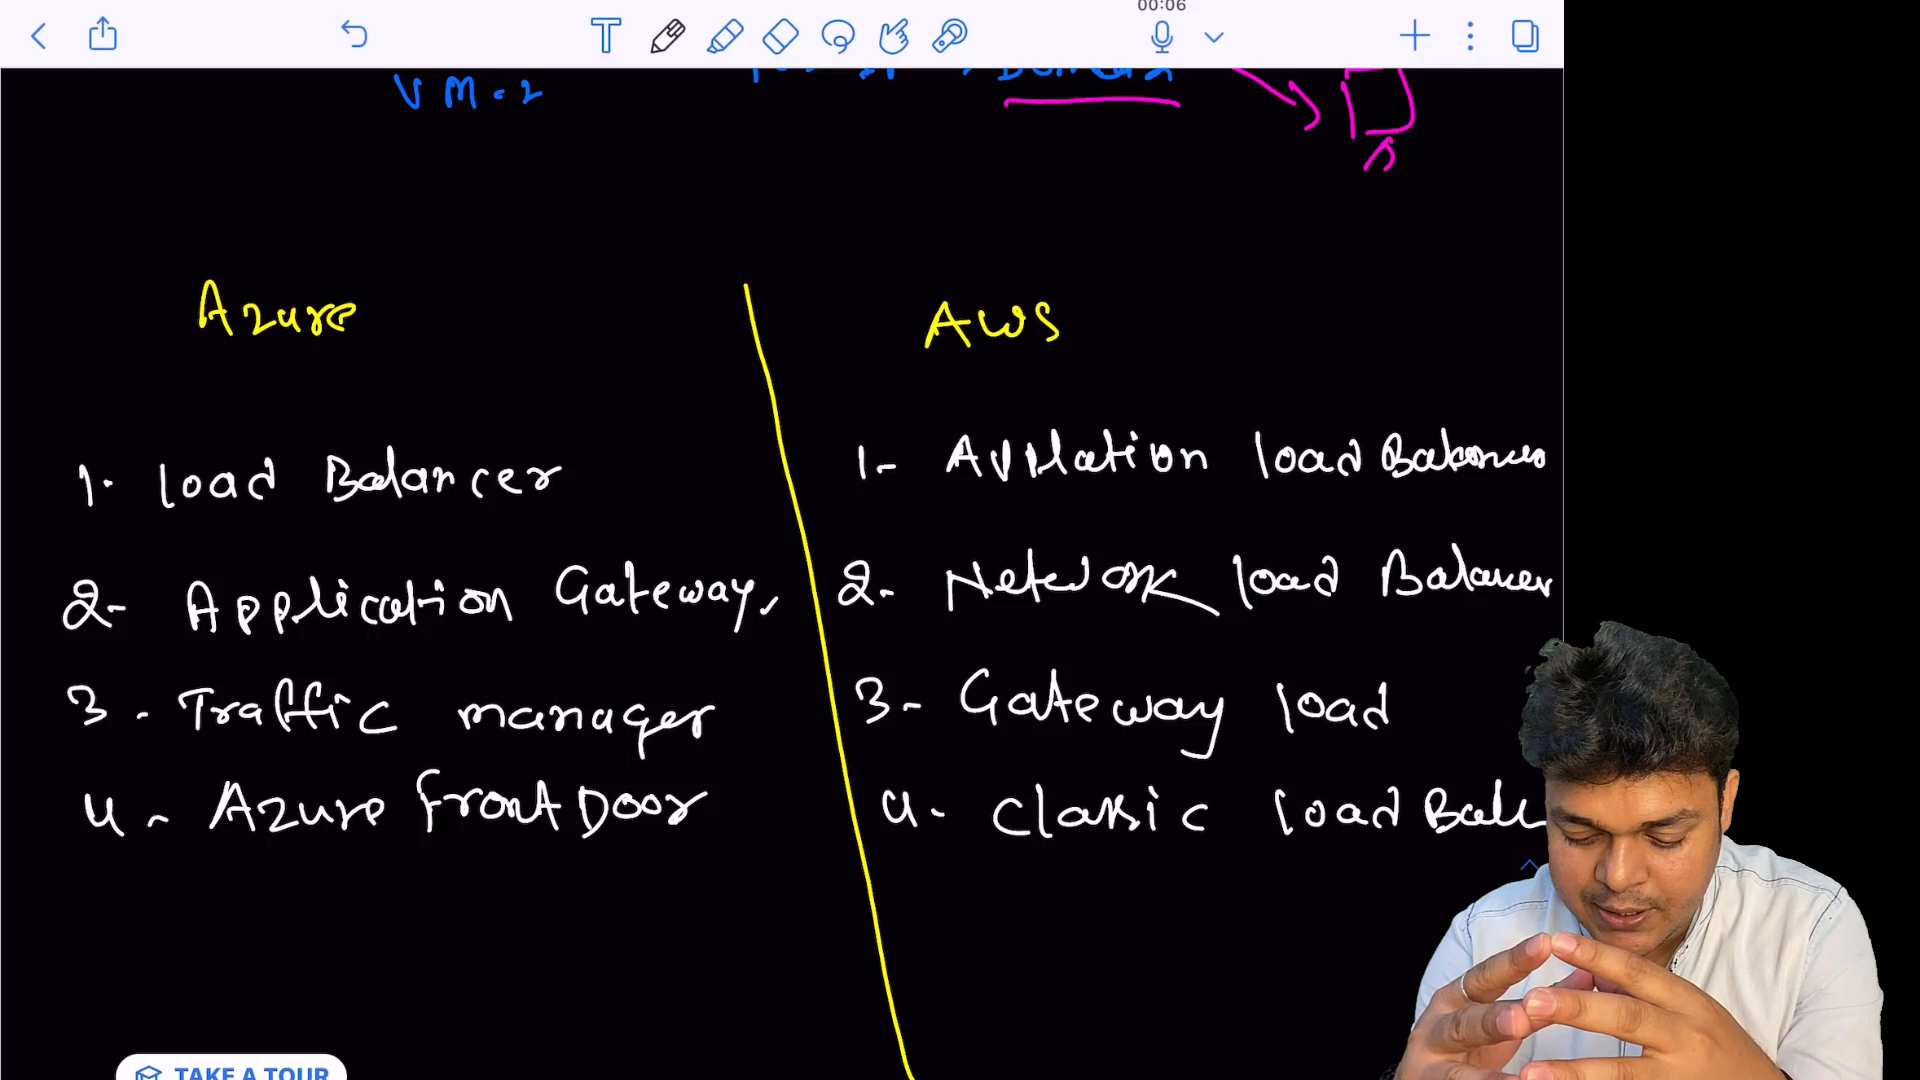 00:06
VM-2
Azure
AWS
1. Load Balancer
2- Application Gateway,
3- Traffic manager
4- Azure Front Door
1- Applation load Balancer
2- Network load Balancer
3- Gateway load
4- Classic load Bal
TAKE A TOUR